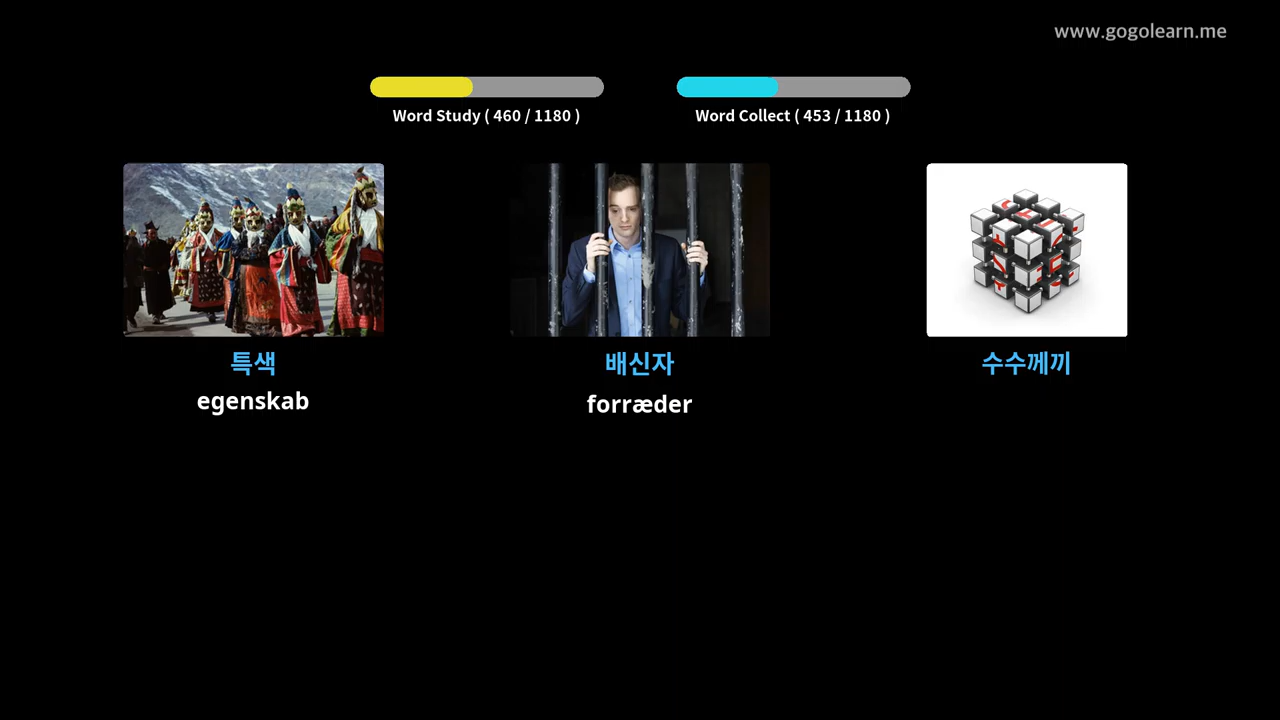 www.gogolearn.me
Word Study ( 460 / 1180 )
Word Collect ( 453 / 1180 )
특색
배신자
수수께끼
egenskab
forræder